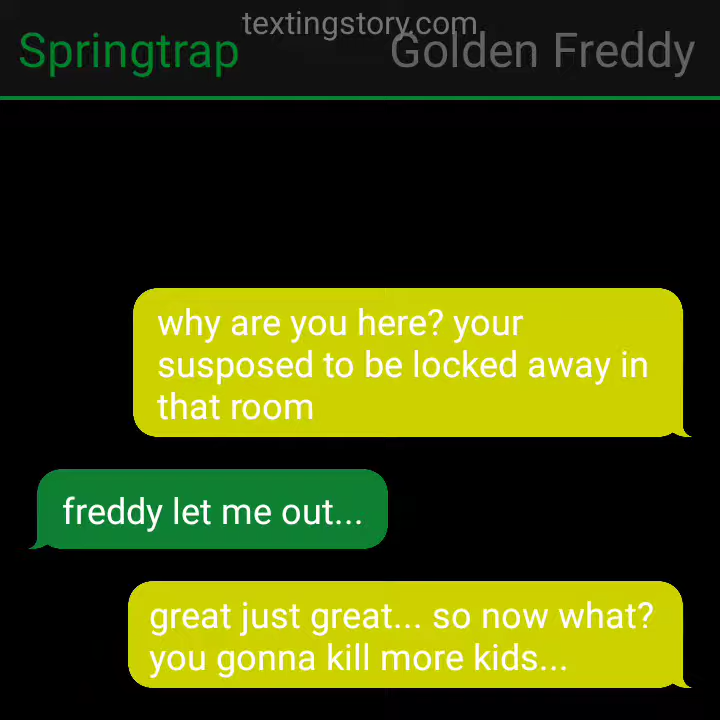 textingstory.com
Springtrap Golden Freddy
why are you here? your
susposed to be locked away in
that room
freddy let me out...
great just great... so now what?
you gonna kill more kids...